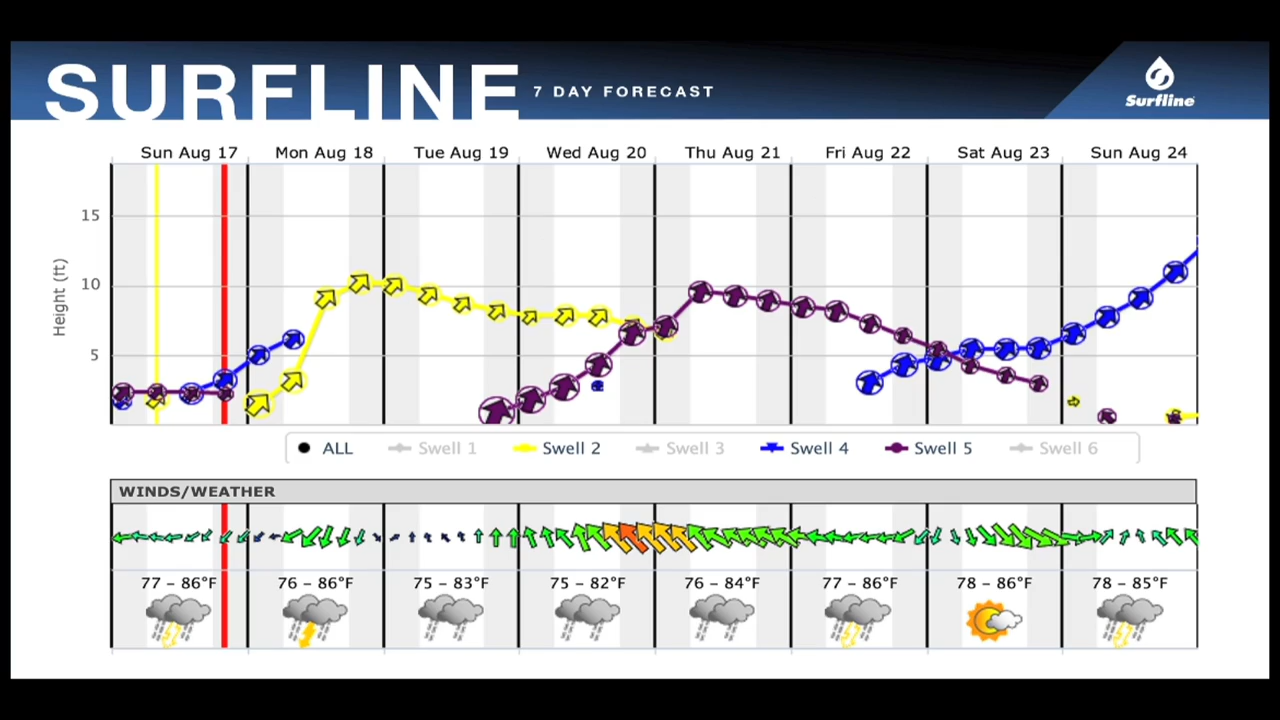 SURFLINE 7 DAY FORECAST
Surfline
Sun Aug 17 Mon Aug 18 Tue Aug 19 Wed Aug 20 Thu Aug 21 Fri Aug 22 Sat Aug 23 Sun Aug 24
15
10
5
Height (ft)
ALL Swell 1 Swell 2 Swell 3 Swell 4 Swell 5 Swell 6
WINDS/WEATHER
77 – 86°F 76 – 86°F 75 – 83°F 75 – 82°F 76 – 84°F 77 – 86°F 78 – 86°F 78 – 85°F